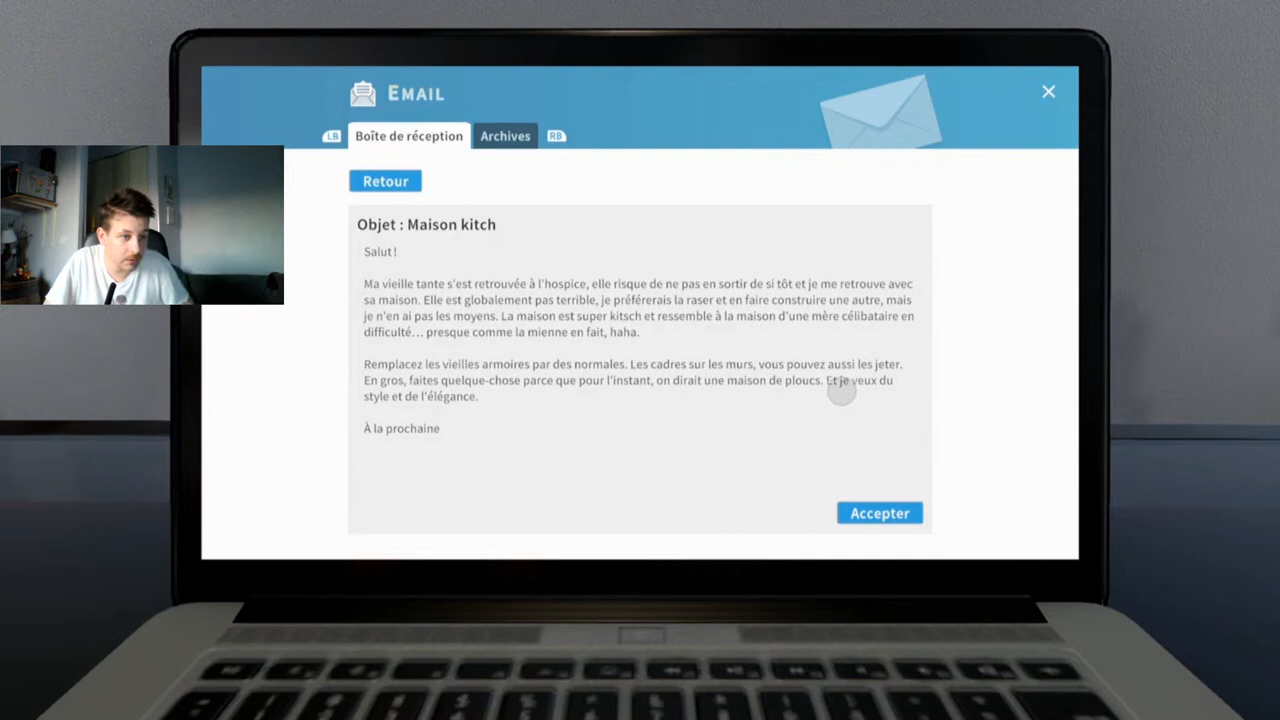 EMAIL
LB Boîte de réception Archives RB
Retour
Objet : Maison kitch
Salut !
Ma vieille tante s'est retrouvée à l'hospice, elle risque de ne pas en sortir de si tôt et je me retrouve avec
sa maison. Elle est globalement pas terrible, je préférerais la raser et en faire construire une autre, mais
je n'en ai pas les moyens. La maison est super kitsch et ressemble à la maison d'une mère célibataire en
difficulté... presque comme la mienne en fait, haha.
Remplacez les vieilles armoires par des normales. Les cadres sur les murs, vous pouvez aussi les jeter.
En gros, faites quelque-chose parce que pour l'instant, on dirait une maison de ploucs. Et je veux du
style et de l'élégance.
À la prochaine
Accepter